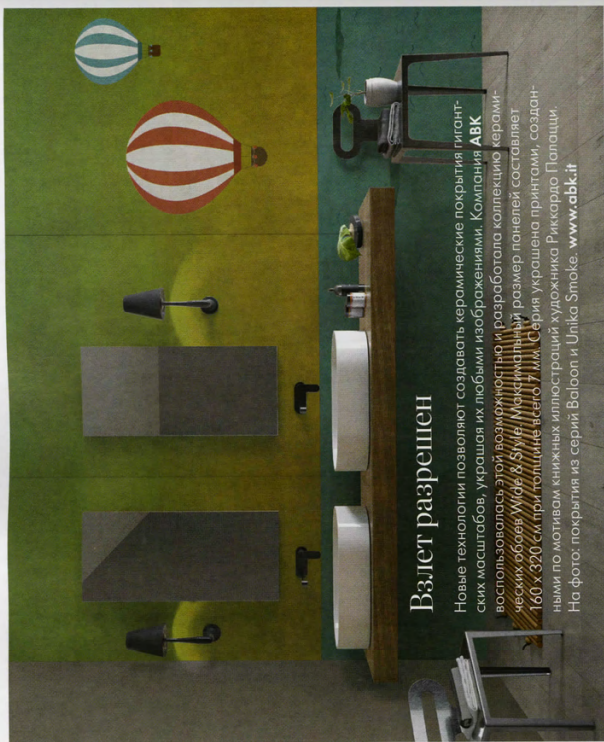 Взлет разрешен
Новые технологии позволяют создавать керамические покрытия гигант-
ских масштабов, украшая их любыми изображениями. Компания ABK
воспользовалась этой возможностью и разработала коллекцию керами-
ческих обоев Wide & Style. Максимальный размер панелей составляет
160 х 320 см при толщине всего 7 мм. Серия украшена принтами, создан-
ными по мотивам книжных иллюстраций художника Риккардо Папацци.
На фото: покрытия из серий Baloon и Unika Smoke. www.abk.it